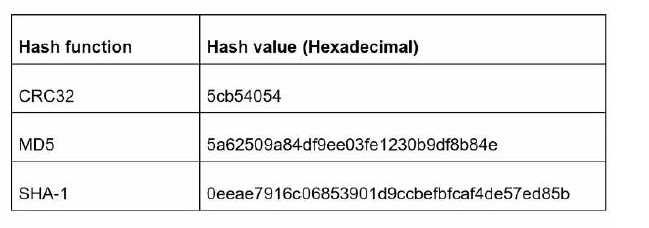 Hash function Hash value (Hexadecimal)
CRC32 5cb54054
MD5 5a62509a84df9ee03fe1230b9df8b84e
SHA-1 0eeae7916c06853901d9ccbefbfcaf4de57ed85b